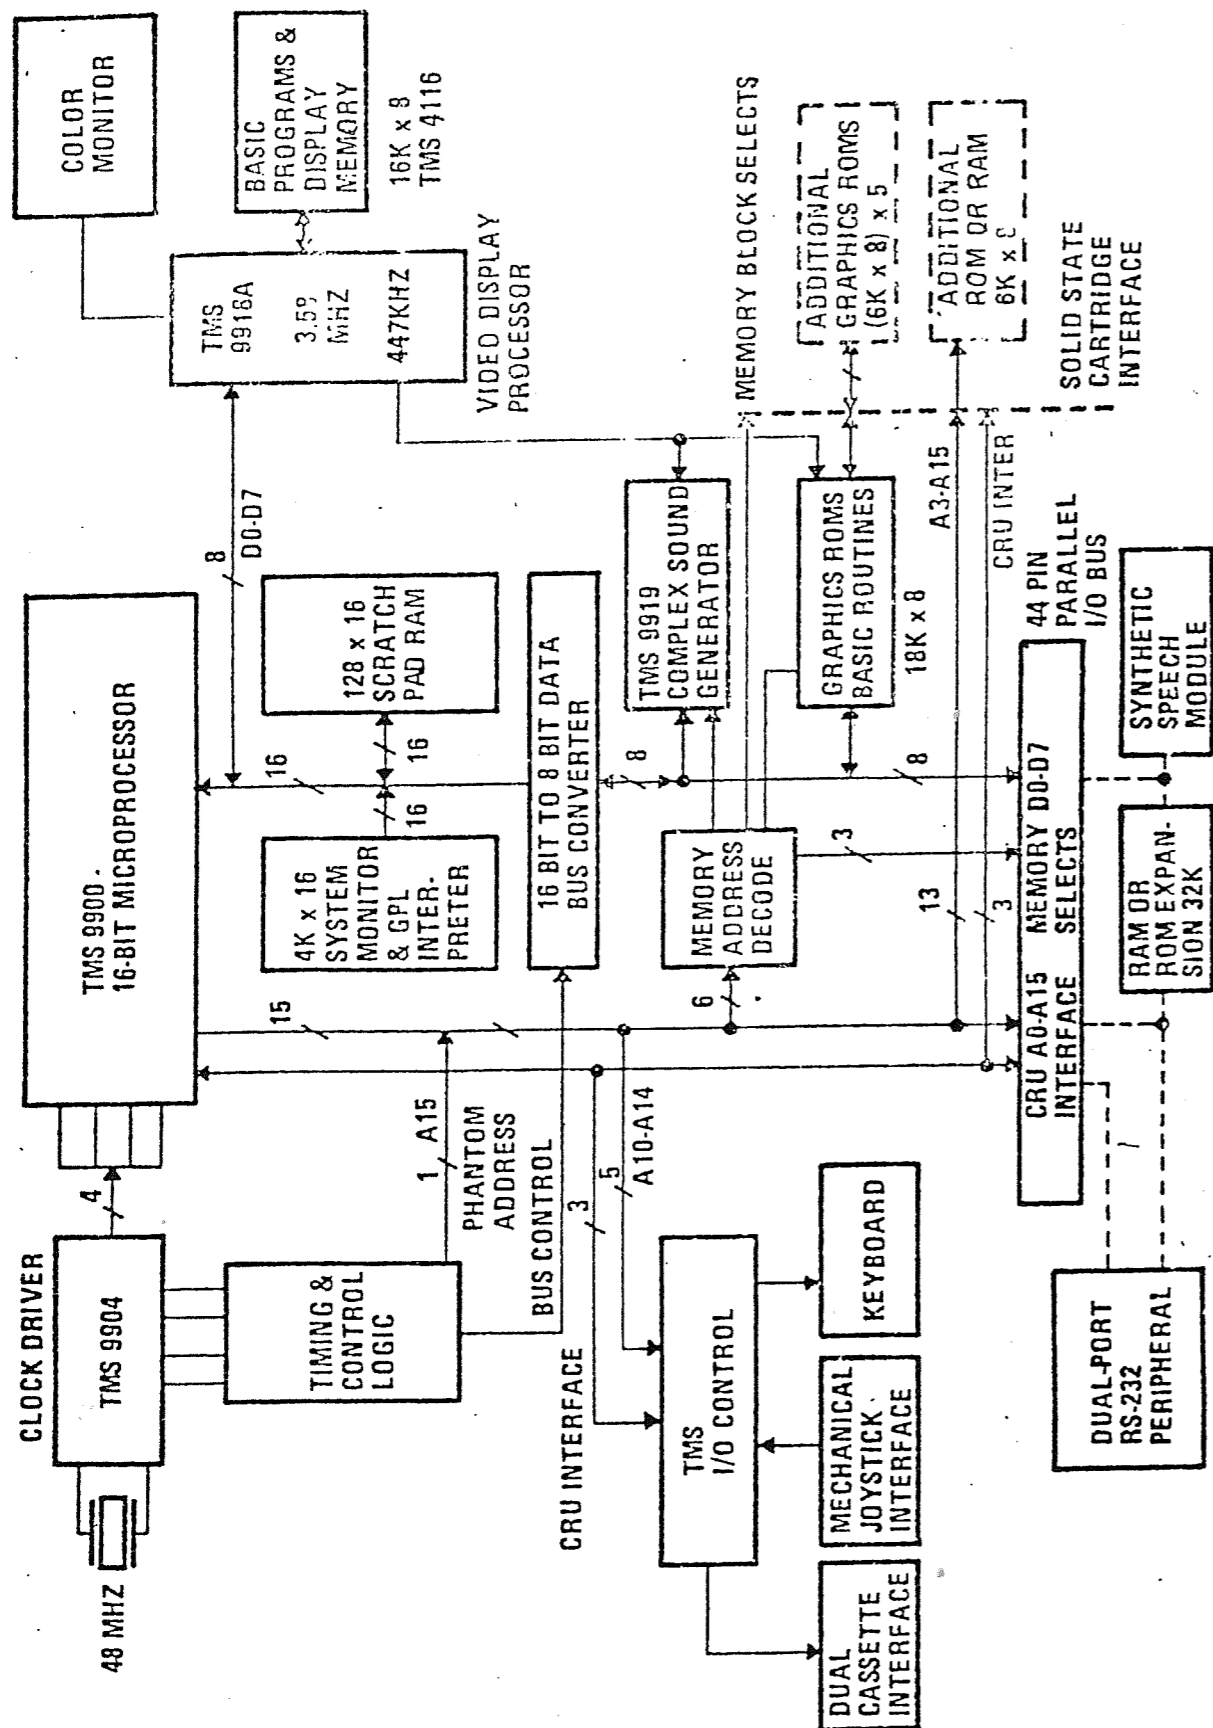 48 MHZ
CLOCK DRIVER
TMS 9904
4
TIMING &
CONTROL
LOGIC
TMS 9900 -
16-BIT MICROPROCESSOR
COLOR
MONITOR
TMS
3.59
MHZ
447KHZ
VIDEO DISPLAY
PROCESSOR
BASIC
PROGRAMS &
DISPLAY
MEMORY
16K x 8
TMS 4116
8
D0-D7
15
16
1
A15
PHANTOM
ADDRESS
BUS CONTROL
4K x 16
SYSTEM
MONITOR
& GPL
INTER-
PRETER
16
16
128 x 16
SCRATCH
PAD RAM
16 BIT TO 8 BIT DATA
BUS CONVERTER
CRU INTERFACE
3
5
A10-A14
6
MEMORY
ADDRESS
DECODE
8
TMS 9919
COMPLEX SOUND
GENERATOR
MEMORY BLOCK SELECTS
TMS
I/O CONTROL
GRAPHICS ROMS
BASIC ROUTINES
18K x 8
ADDITIONAL
GRAPHICS ROMS
(6K x 8) x 5
3
8
DUAL
CASSETTE
INTERFACE
MECHANICAL
JOYSTICK
INTERFACE
KEYBOARD
13
A3-A15
3
CRU INTER
ADDITIONAL
ROM OR RAM
6K x
SOLID STATE
CARTRIDGE
INTERFACE
CRU A0-A15 MEMORY D0-D7
INTERFACE SELECTS
44 PIN
PARALLEL
I/O BUS
DUAL-PORT
RS-232
PERIPHERAL
RAM OR
ROM EXPAN-
SION 32K
SYNTHETIC
SPEECH
MODULE